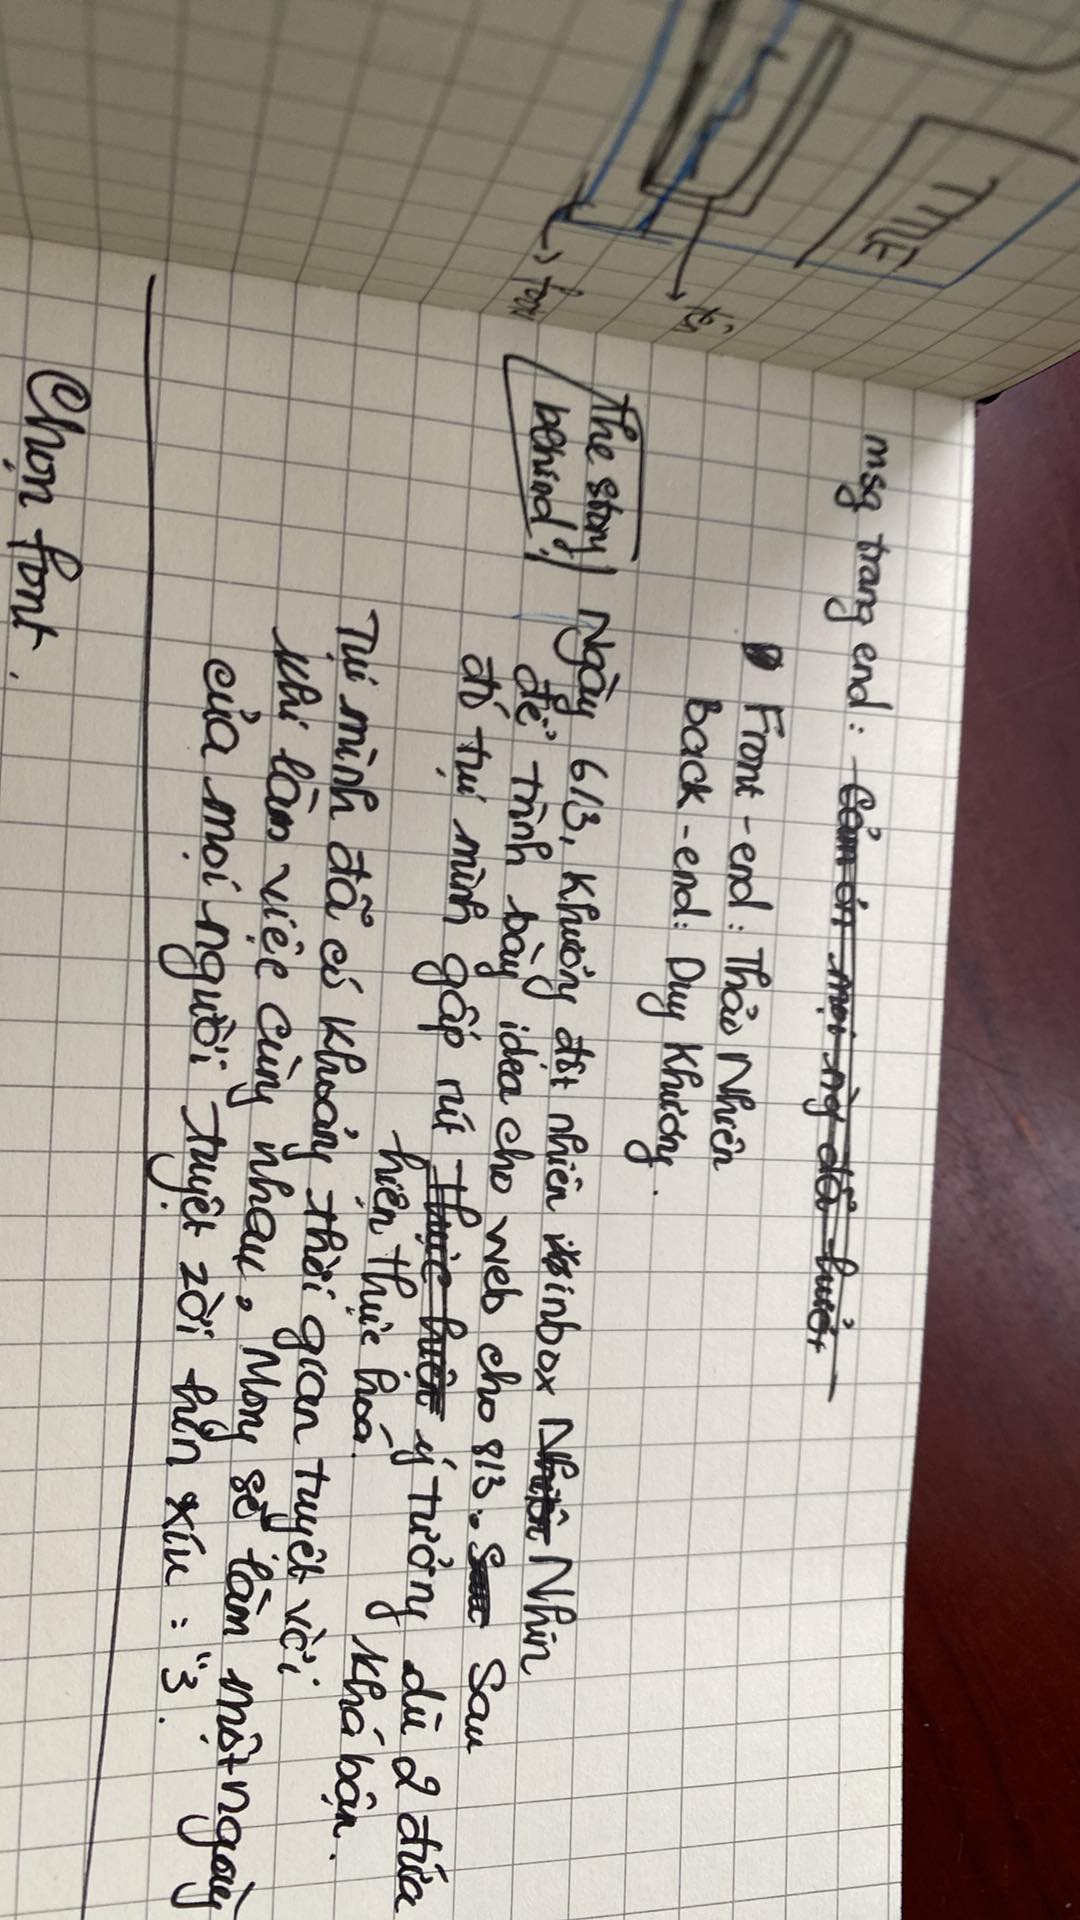 TME
tên
msg trang end: Cảm ơn mọi ng đã lướt
Front-end: Thảo Nhiên
Back-end: Duy Khương.
The story
behind:
Ngày 6/3, Khương đột nhiên inbox Nhiên Nhin
để trình bày idea cho web cho 8/3. Sau Sau
đó tụi mình gấp rút thực luôn ý tưởng dù 2 đứa
hiện thực hoá. khá bận.
Tụi mình đã có khoảng thời gian tuyệt vời
khi làm việc cùng nhau. Mong sẽ làm một ngày
của mọi người tuyệt zời hơn xíu :"3.
Chọn font.